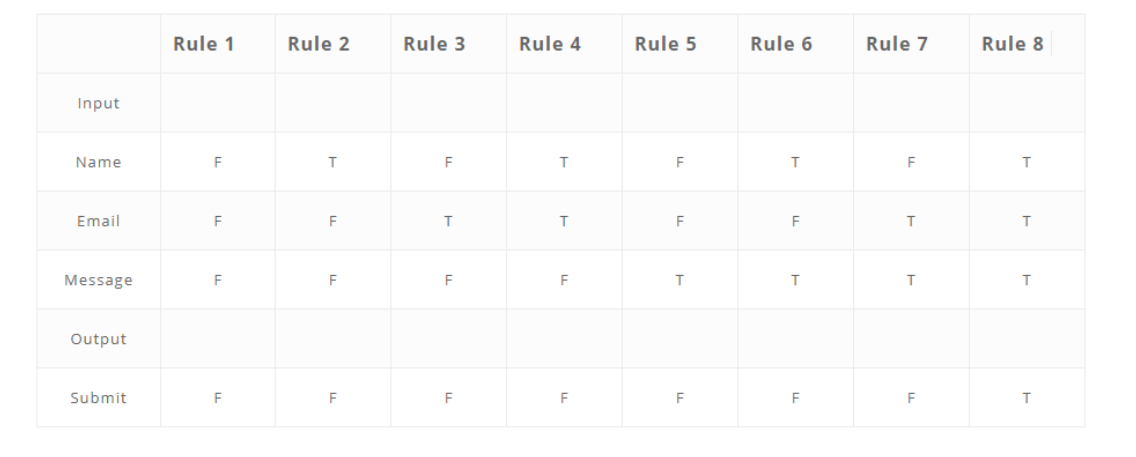 Rule 1 Rule 2 Rule 3 Rule 4 Rule 5 Rule 6 Rule 7 Rule 8
Input
Name F T F T F T F T
Email F F T T F F T T
Message F F F F T T T T
Output
Submit F F F F F F F T